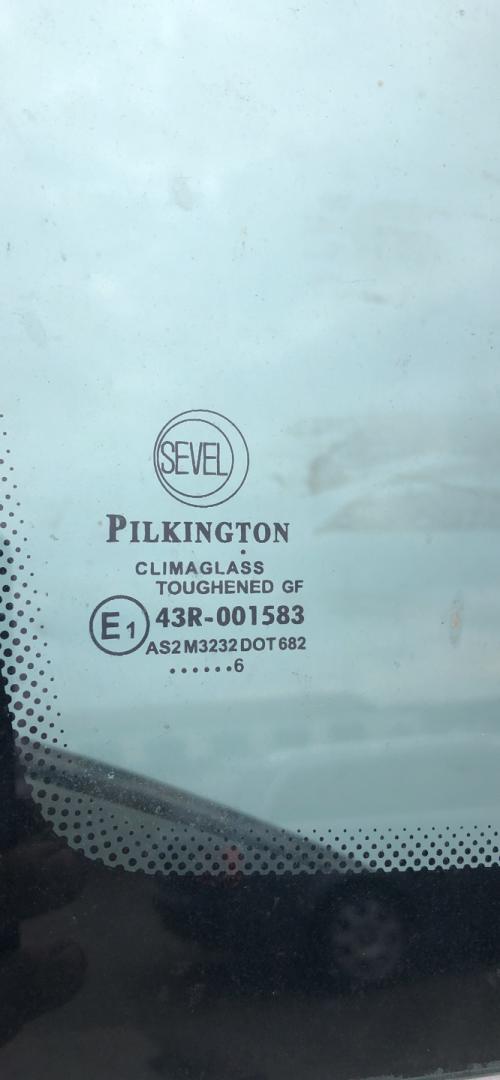 SEVEL
PILKINGTON
CLIMAGLASS
TOUGHENED GF
E1 43R-001583
AS2 M3232 DOT 682
......6